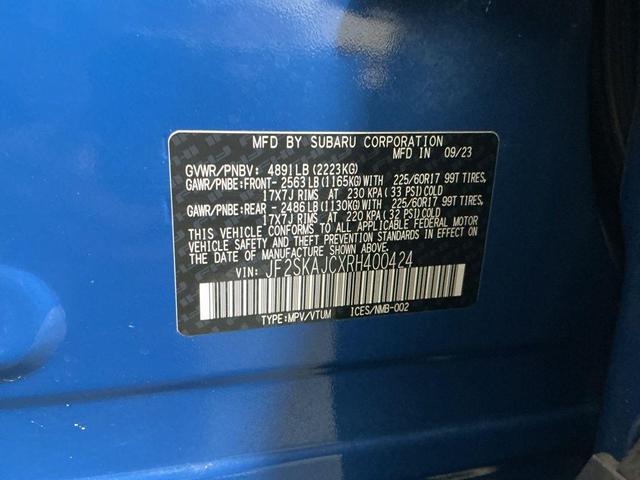 MFD BY SUBARU CORPORATION
MFD IN 09/23
GVWR/PNBV: 4891LB (2223KG)
GAWR/PNBE:FRONT- 2563 LB (1165KG) WITH 225/60R17 99T TIRES,
17X7J RIMS AT 230 KPA (33 PSI) COLD
GAWR/PNBE:REAR - 2486 LB (1130KG) WITH 225/60R17 99T TIRES,
17X7J RIMS AT 220 KPA (32 PSI) COLD
THIS VEHICLE CONFORMS TO ALL APPLICABLE FEDERAL MOTOR
VEHICLE SAFETY AND THEFT PREVENTION STANDARDS IN EFFECT
ON THE DATE OF MANUFACTURE SHOWN ABOVE.
VIN: JF2SKAJCXRH400424
TYPE:MPV/VTUM ICES/NMB-002